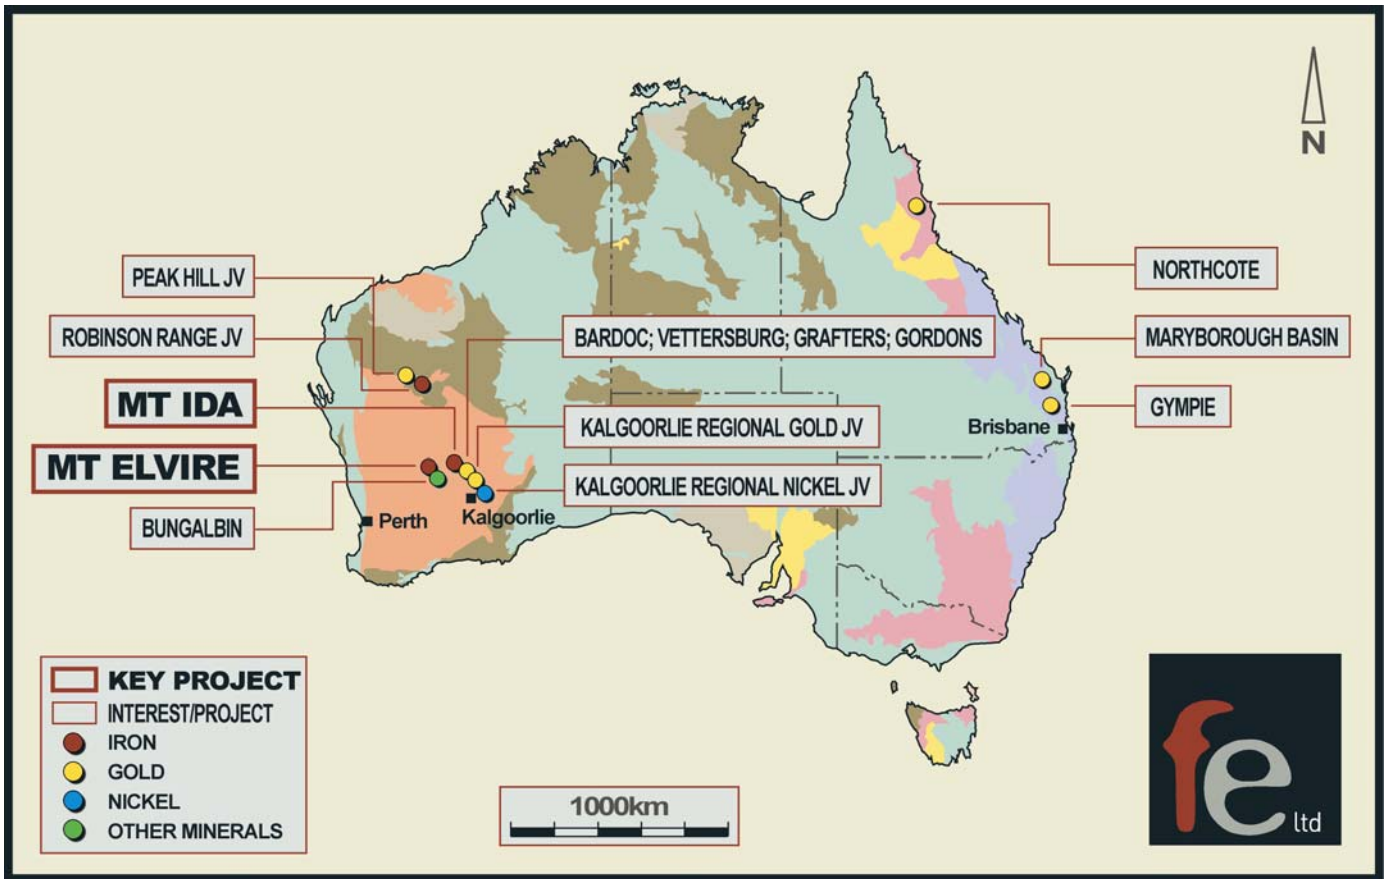 N
PEAK HILL JV
NORTHCOTE
ROBINSON RANGE JV
BARDOC; VETTERSBURG; GRAFTERS; GORDONS
MARYBOROUGH BASIN
MT IDA
GYMPIE
KALGOORLIE REGIONAL GOLD JV
Brisbane
MT ELVIRE
KALGOORLIE REGIONAL NICKEL JV
BUNGALBIN
Perth
Kalgoorlie
KEY PROJECT
INTEREST/PROJECT
IRON
GOLD
NICKEL
OTHER MINERALS
1000km
fe ltd